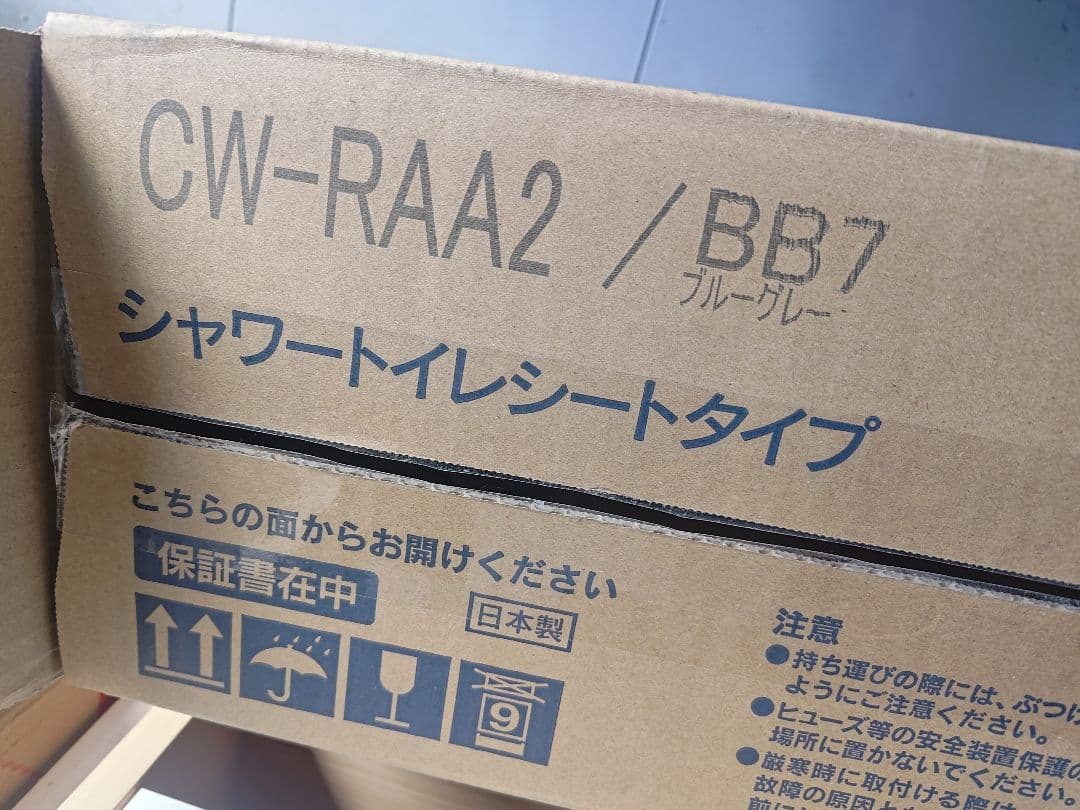 CW-RAA2 / BB7
ブルーグレー
シャワートイレシートタイプ
こちらの面からお開けください
保証書在中
日本製
9
注意
●持ち運びの際には、ぶつけ
ようにご注意ください。
●ヒューズ等の安全装置保護の
場所に置かないでください。
●厳寒時に取付ける際
故障の原因と
前に